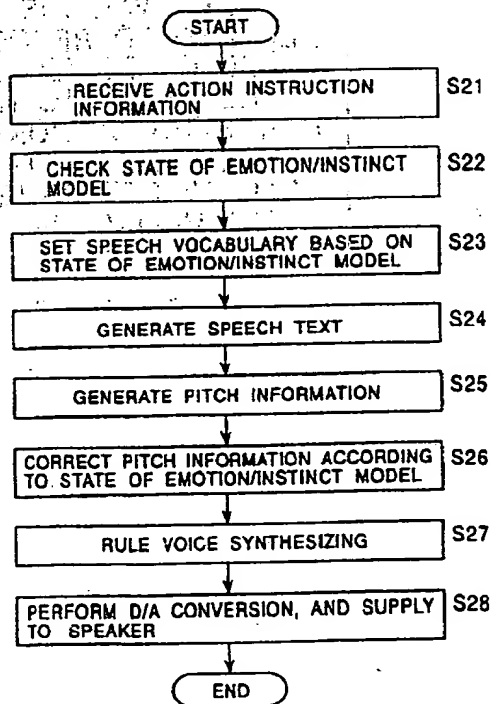 START
RECEIVE ACTION INSTRUCTION
INFORMATION
S21
CHECK STATE OF EMOTION/INSTINCT
MODEL
S22
SET SPEECH VOCABULARY BASED ON
STATE OF EMOTION/INSTINCT MODEL
S23
GENERATE SPEECH TEXT
S24
GENERATE PITCH INFORMATION
S25
CORRECT PITCH INFORMATION ACCORDING
TO STATE OF EMOTION/INSTINCT MODEL
S26
RULE VOICE SYNTHESIZING
S27
PERFORM D/A CONVERSION, AND SUPPLY
TO SPEAKER
S28
END